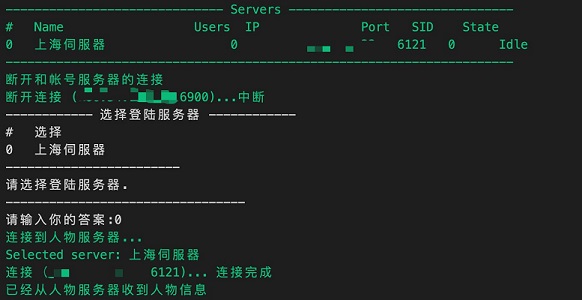 ------------------------------ Servers -------------------------------
# Name Users IP Port SID State
0 上海伺服器 0 6121 0 Idle
----------------------------------------------------------------------
断开和帐号服务器的连接
断开连接 ( 6900)...中断
------------ 选择登陆服务器 ------------
# 选择
0 上海伺服器
------------------------
请选择登陆服务器.
---------------------------------
请输入你的答案:0
连接到人物服务器...
Selected server: 上海伺服器
连接 ( 6121)... 连接完成
已经从人物服务器收到人物信息